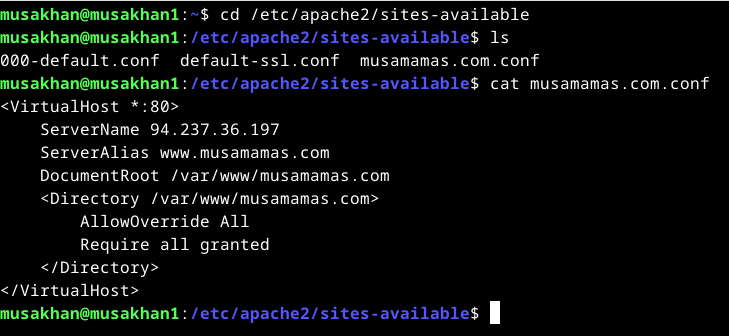 musakhan@musakhan1:~$ cd /etc/apache2/sites-available
musakhan@musakhan1:/etc/apache2/sites-available$ ls
000-default.conf  default-ssl.conf  musamamas.com.conf
musakhan@musakhan1:/etc/apache2/sites-available$ cat musamamas.com.conf
<VirtualHost *:80>
    ServerName 94.237.36.197
    ServerAlias www.musamamas.com
    DocumentRoot /var/www/musamamas.com
    <Directory /var/www/musamamas.com>
        AllowOverride All
        Require all granted
    </Directory>
</VirtualHost>
musakhan@musakhan1:/etc/apache2/sites-available$